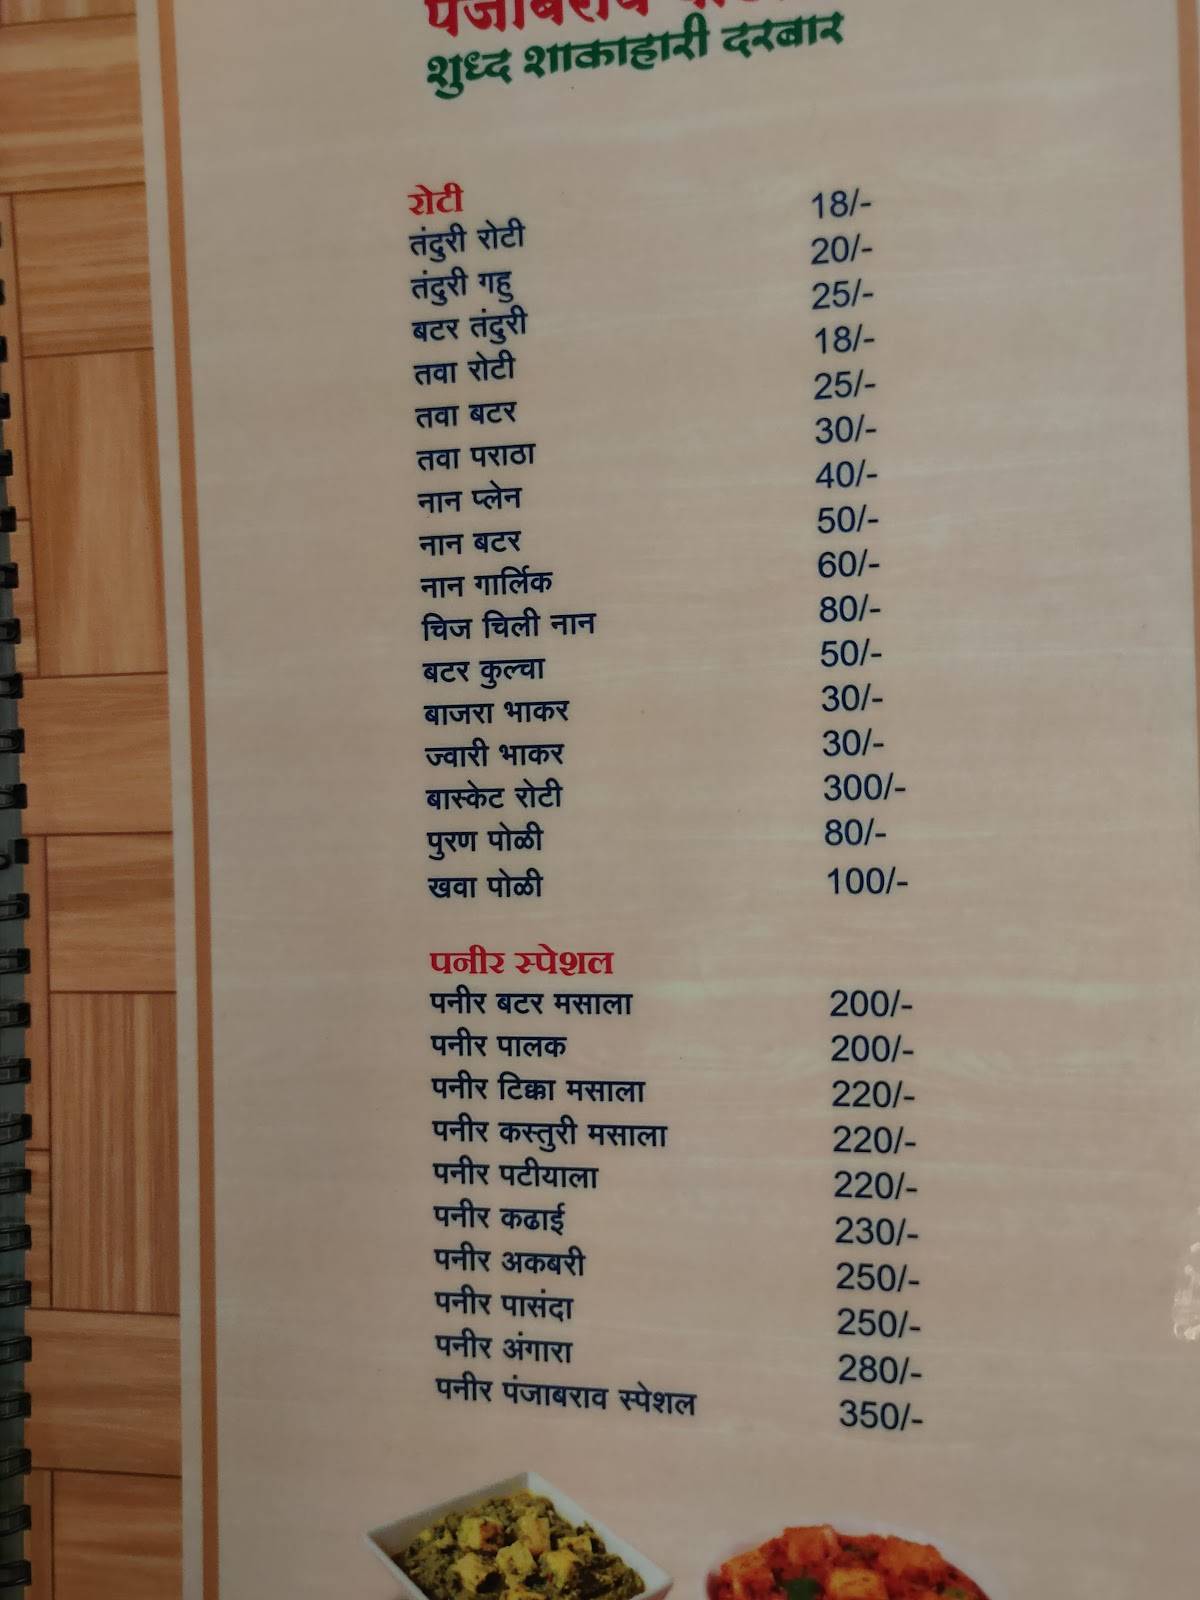 पंजाबराव
शुध्द शाकाहारी दरबार
रोटी
तंदुरी रोटी 18/-
तंदुरी गहु 20/-
बटर तंदुरी 25/-
तवा रोटी 18/-
तवा बटर 25/-
तवा पराठा 30/-
नान प्लेन 40/-
नान बटर 50/-
नान गार्लिक 60/-
चिज चिली नान 80/-
बटर कुल्चा 50/-
बाजरा भाकर 30/-
ज्वारी भाकर 30/-
बास्केट रोटी 300/-
पुरण पोळी 80/-
खवा पोळी 100/-
पनीर स्पेशल
पनीर बटर मसाला 200/-
पनीर पालक 200/-
पनीर टिक्का मसाला 220/-
पनीर कस्तुरी मसाला 220/-
पनीर पटीयाला 220/-
पनीर कढाई 230/-
पनीर अकबरी 250/-
पनीर पासंदा 250/-
पनीर अंगारा 280/-
पनीर पंजाबराव स्पेशल 350/-